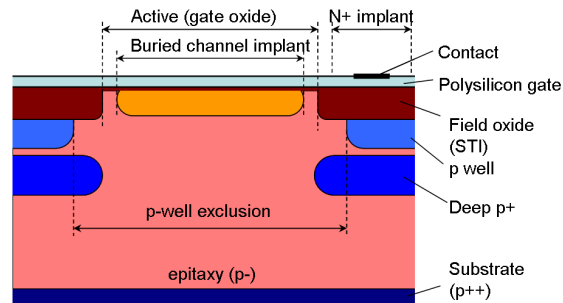 Active (gate oxide)
N+ implant
Buried channel implant
Contact
Polysilicon gate
Field oxide
(STI)
p well
Deep p+
p-well exclusion
epitaxy (p-)
Substrate
(p++)